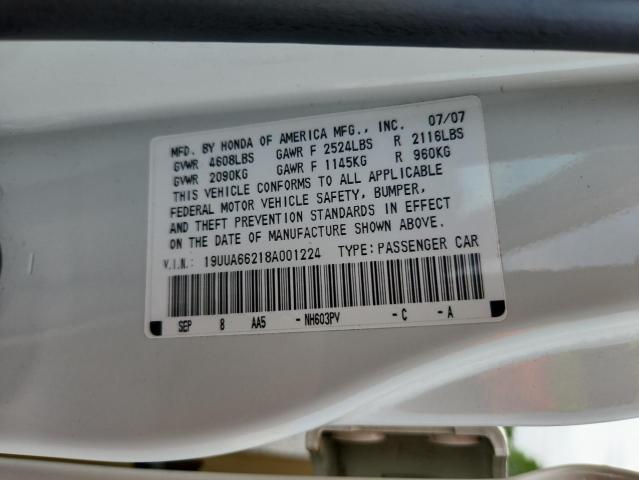 MFD. BY HONDA OF AMERICA MFG., INC. 07/07
GVWR 4608LBS GAWR F 2524LBS R 2116LBS
GVWR 2090KG GAWR F 1145KG R 960KG
THIS VEHICLE CONFORMS TO ALL APPLICABLE
FEDERAL MOTOR VEHICLE SAFETY, BUMPER,
AND THEFT PREVENTION STANDARDS IN EFFECT
ON THE DATE OF MANUFACTURE SHOWN ABOVE.
V.I.N.: 19UUA66218A001224 TYPE: PASSENGER CAR
SEP 8 AA5 -NH603PV -C -A